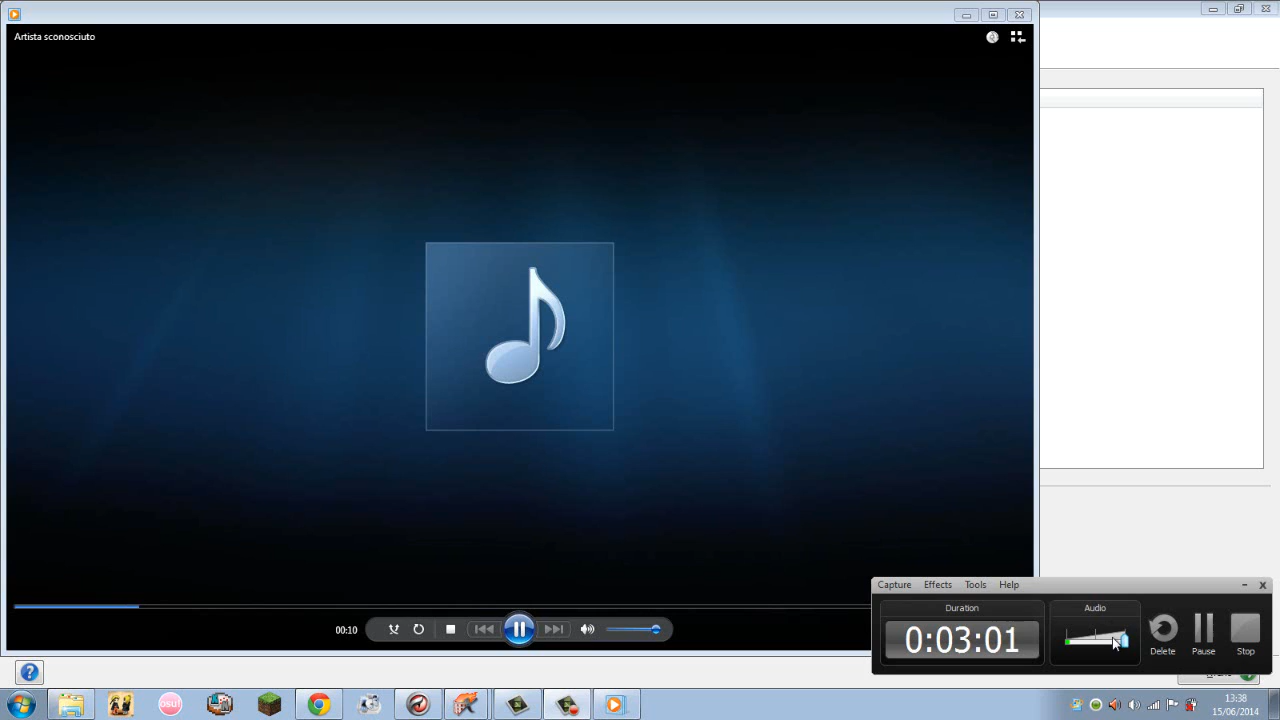 Artista sconosciuto
Capture Effects Tools Help
Duration
Audio
0:03:01
Delete
Pause
Stop
00:10
osu!
13:38
15/06/2014